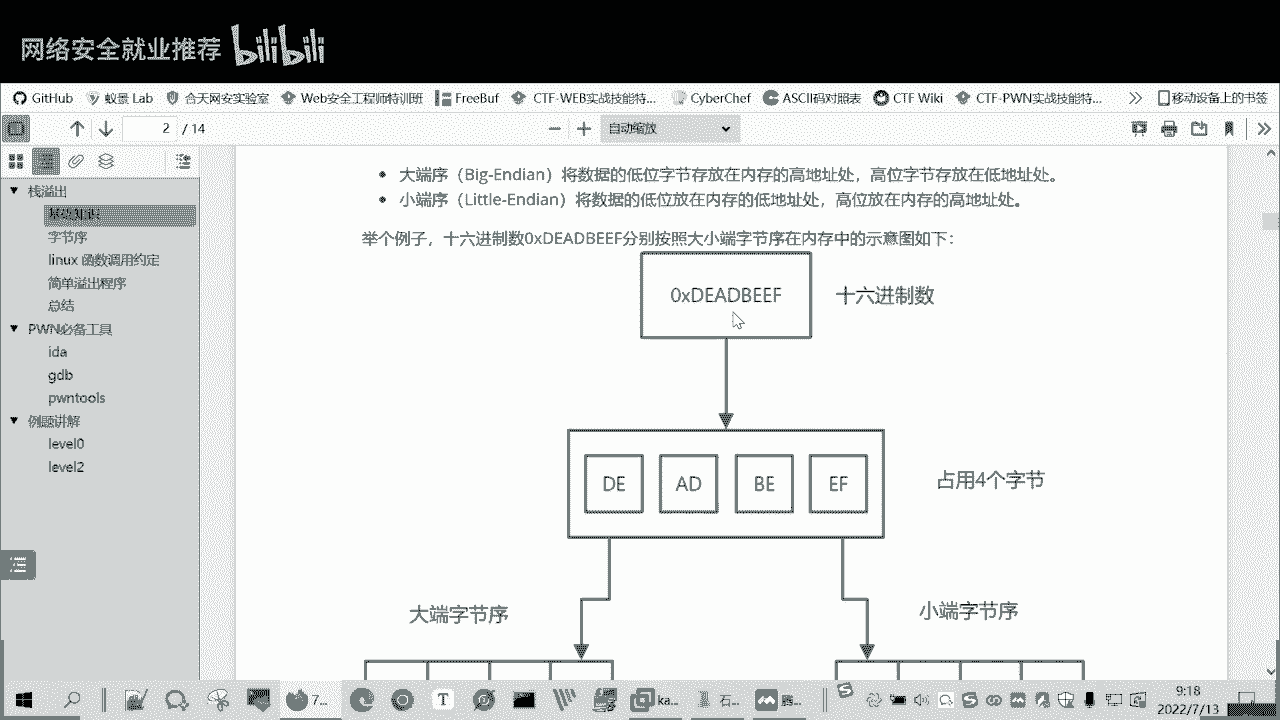 网络安全就业推荐 bilibili
GitHub 蚁景 Lab 合天网安实验室 Web安全工程师特训班 FreeBuf CTF-WEB实战技能特... CyberChef ASCII码对照表 CTF Wiki CTF-PWN实战技能特... 移动设备上的书签
2 / 14 自动缩放
栈溢出
基础知识
字节序
linux 函数调用约定
简单溢出程序
总结
PWN必备工具
ida
gdb
pwntools
例题讲解
level0
level2
• 大端序（Big-Endian）将数据的低位字节存放在内存的高地址处，高位字节存放在低地址处。
• 小端序（Little-Endian）将数据的低位放在内存的低地址处，高位放在内存的高地址处。
举个例子，十六进制数0xDEADBEEF分别按照大小端字节序在内存中的示意图如下：
0xDEADBEEF 十六进制数
DE AD BE EF 占用4个字节
大端字节序 小端字节序
7... ka... 石... 腾...
9:18
2022/7/13